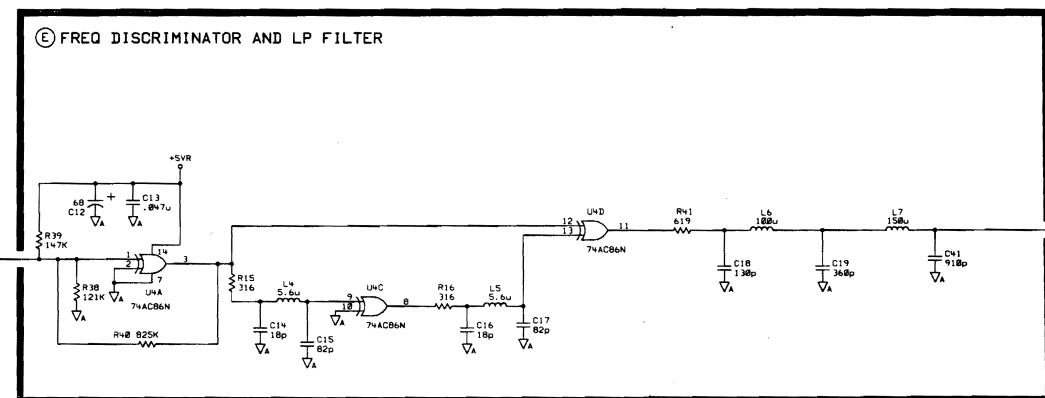 E FREQ DISCRIMINATOR AND LP FILTER
+5VR
68
C12
+
C13
.047u
A
A
R39
147K
1
2
14
3
7
A
U4A
74AC86N
R38
121K
A
R40 825K
R15
316
L4
5.6u
C14
18p
A
C15
82p
A
9
10
A
U4C
8
74AC86N
R16
316
L5
5.6u
C16
18p
A
C17
82p
A
12
13
U4D
11
74AC86N
R41
619
L6
100u
C18
130p
A
C19
360p
A
L7
150u
C41
910p
A